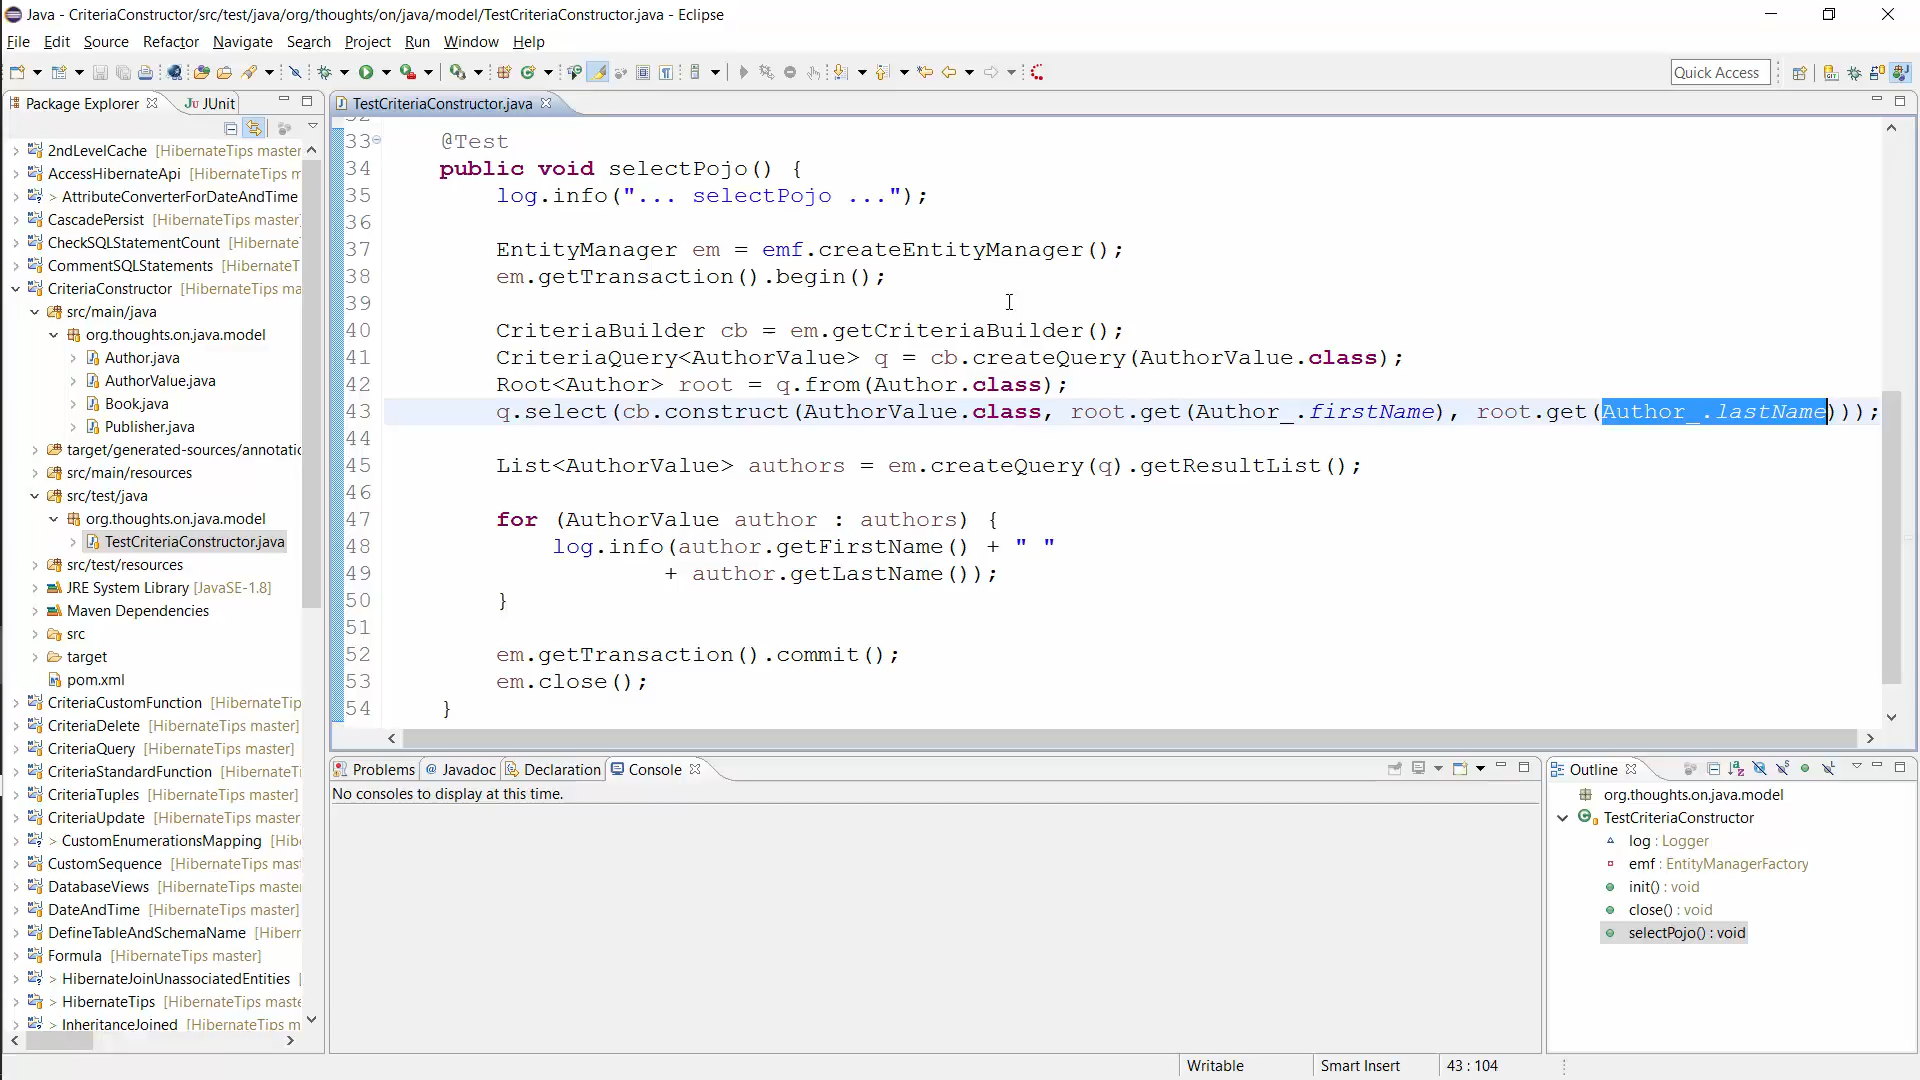 Java - CriteriaConstructor/src/test/java/org/thoughts/on/java/model/TestCriteriaConstructor.java - Eclipse
File Edit Source Refactor Navigate Search Project Run Window Help
Quick Access
Package Explorer
JUnit
2ndLevelCache [HibernateTips master]
AccessHibernateApi [HibernateTips master]
> AttributeConverterForDateAndTime
CascadePersist [HibernateTips master]
CheckSQLStatementCount [Hibernate
CommentSQLStatements [HibernateT
CriteriaConstructor [HibernateTips ma
src/main/java
org.thoughts.on.java.model
Author.java
AuthorValue.java
Book.java
Publisher.java
target/generated-sources/annotatic
src/main/resources
src/test/java
org.thoughts.on.java.model
TestCriteriaConstructor.java
src/test/resources
JRE System Library [JavaSE-1.8]
Maven Dependencies
src
target
pom.xml
CriteriaCustomFunction [HibernateTip
CriteriaDelete [HibernateTips master]
CriteriaQuery [HibernateTips master]
CriteriaStandardFunction [HibernateTi
CriteriaTuples [HibernateTips master]
CriteriaUpdate [HibernateTips master]
> CustomEnumerationsMapping [Hib
CustomSequence [HibernateTips mast
DatabaseViews [HibernateTips master]
DateAndTime [HibernateTips master]
DefineTableAndSchemaName [Hibern
Formula [HibernateTips master]
> HibernateJoinUnassociatedEntities [
> HibernateTips [HibernateTips maste
> InheritanceJoined [HibernateTips m
TestCriteriaConstructor.java
32
33 @Test
34 public void selectPojo() {
35 log.info("... selectPojo ...");
36
37 EntityManager em = emf.createEntityManager();
38 em.getTransaction().begin();
39
40 CriteriaBuilder cb = em.getCriteriaBuilder();
41 CriteriaQuery<AuthorValue> q = cb.createQuery(AuthorValue.class);
42 Root<Author> root = q.from(Author.class);
43 q.select(cb.construct(AuthorValue.class, root.get(Author_.firstName), root.get(Author_.lastName)));
44
45 List<AuthorValue> authors = em.createQuery(q).getResultList();
46
47 for (AuthorValue author : authors) {
48 log.info(author.getFirstName() + " "
49 + author.getLastName());
50 }
51
52 em.getTransaction().commit();
53 em.close();
54 }
Problems @ Javadoc Declaration Console
No consoles to display at this time.
Outline
org.thoughts.on.java.model
TestCriteriaConstructor
log : Logger
emf : EntityManagerFactory
init() : void
close() : void
selectPojo() : void
Writable Smart Insert 43 : 104